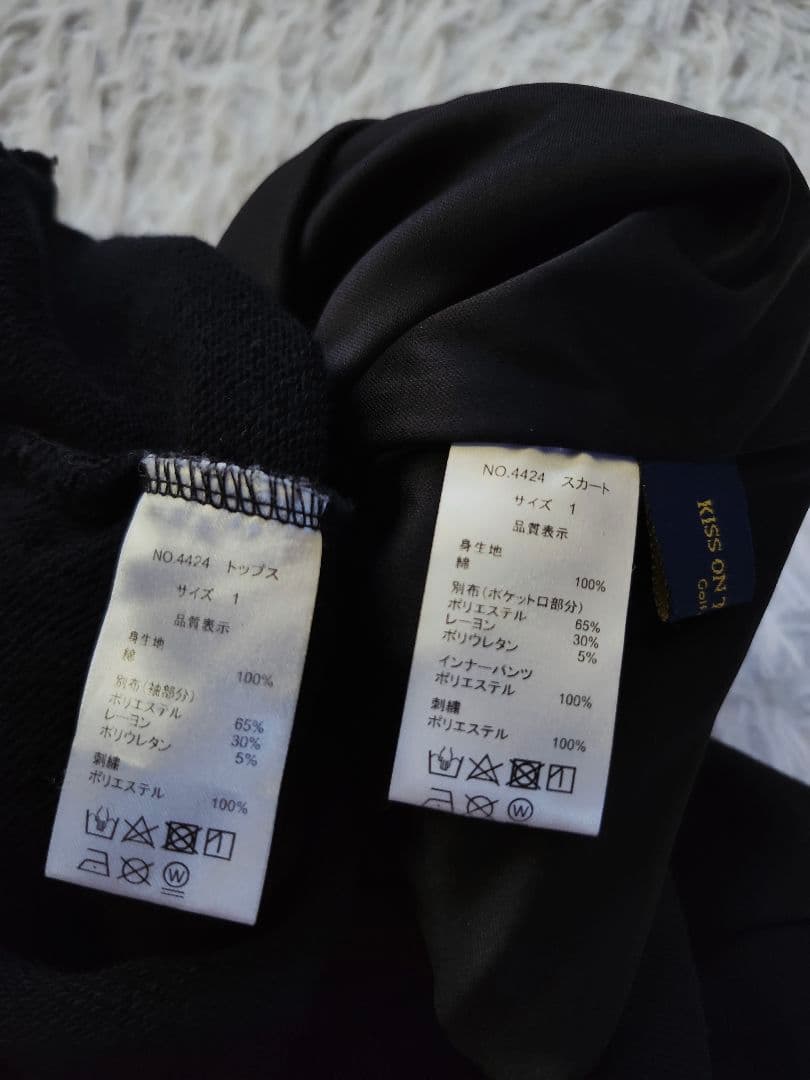 NO.4424 トップス
サイズ 1
品質表示
身生地
綿 100%
別布(袖部分)
ポリエステル 65%
レーヨン 30%
ポリウレタン 5%
刺繍
ポリエステル 100%
W
NO.4424 スカート
サイズ 1
品質表示
身生地
綿 100%
別布(ポケット口部分)
ポリエステル 65%
レーヨン 30%
ポリウレタン 5%
インナーパンツ
ポリエステル 100%
刺繍
ポリエステル 100%
W
KISS ON